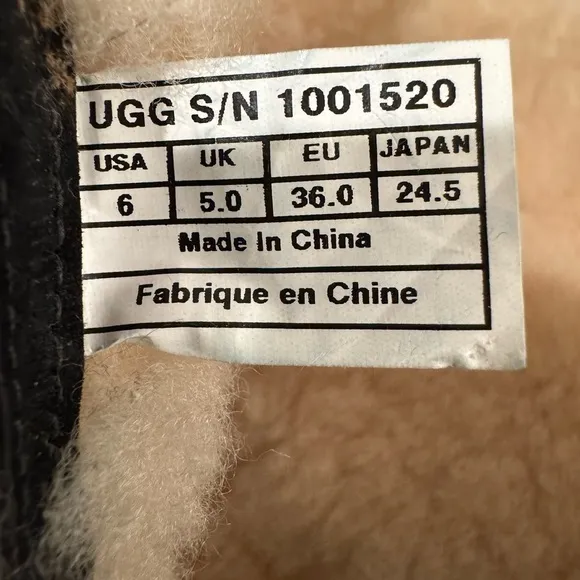 UGG S/N 1001520
USA UK EU JAPAN
6 5.0 36.0 24.5
Made In China
Fabrique en Chine